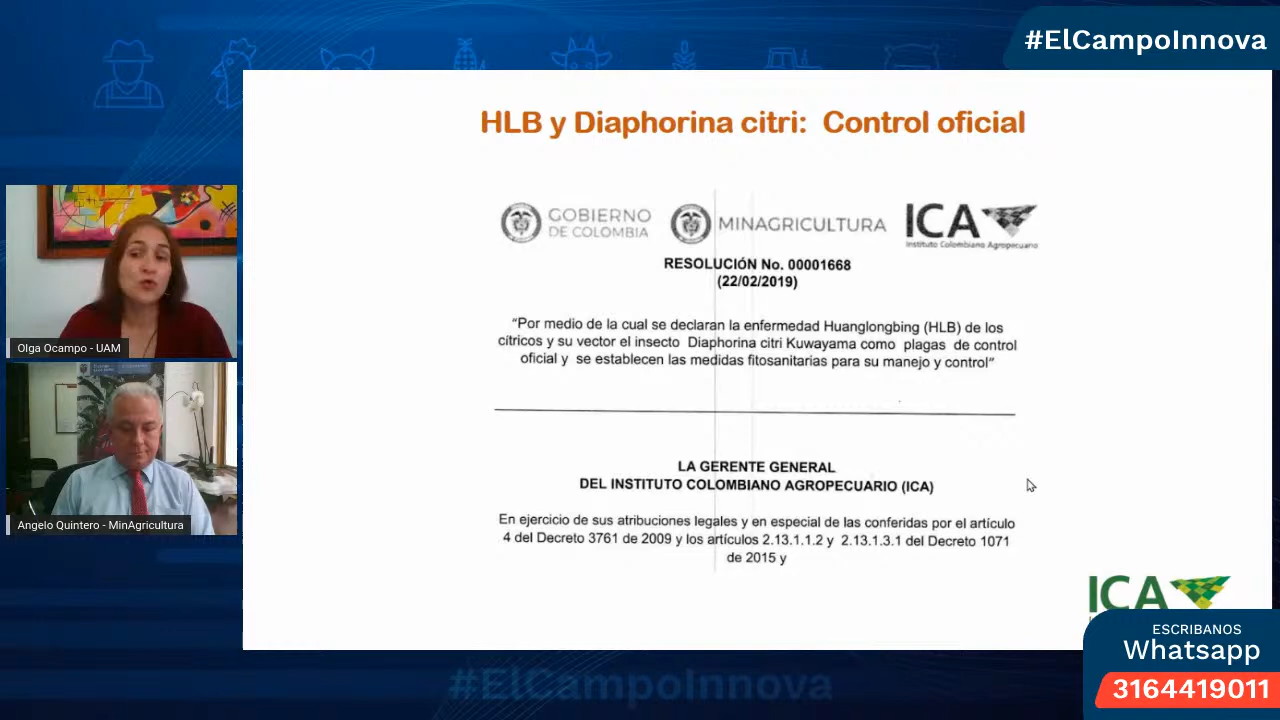 #ElCampoInnova
HLB y Diaphorina citri: Control oficial
GOBIERNO
DE COLOMBIA
MINAGRICULTURA
ICA
Instituto Colombiano Agropecuario
RESOLUCIÓN No. 00001668
(22/02/2019)
"Por medio de la cual se declaran la enfermedad Huanglongbing (HLB) de los
cítricos y su vector el insecto Diaphorina citri Kuwayama como plagas de control
oficial y se establecen las medidas fitosanitarias para su manejo y control"
LA GERENTE GENERAL
DEL INSTITUTO COLOMBIANO AGROPECUARIO (ICA)
En ejercicio de sus atribuciones legales y en especial de las conferidas por el artículo
4 del Decreto 3761 de 2009 y los artículos 2.13.1.1.2 y 2.13.1.3.1 del Decreto 1071
de 2015 y
Olga Ocampo - UAM
Angelo Quintero - MinAgricultura
ICA
ESCRIBANOS
Whatsapp
3164419011
#ElCampoInnova